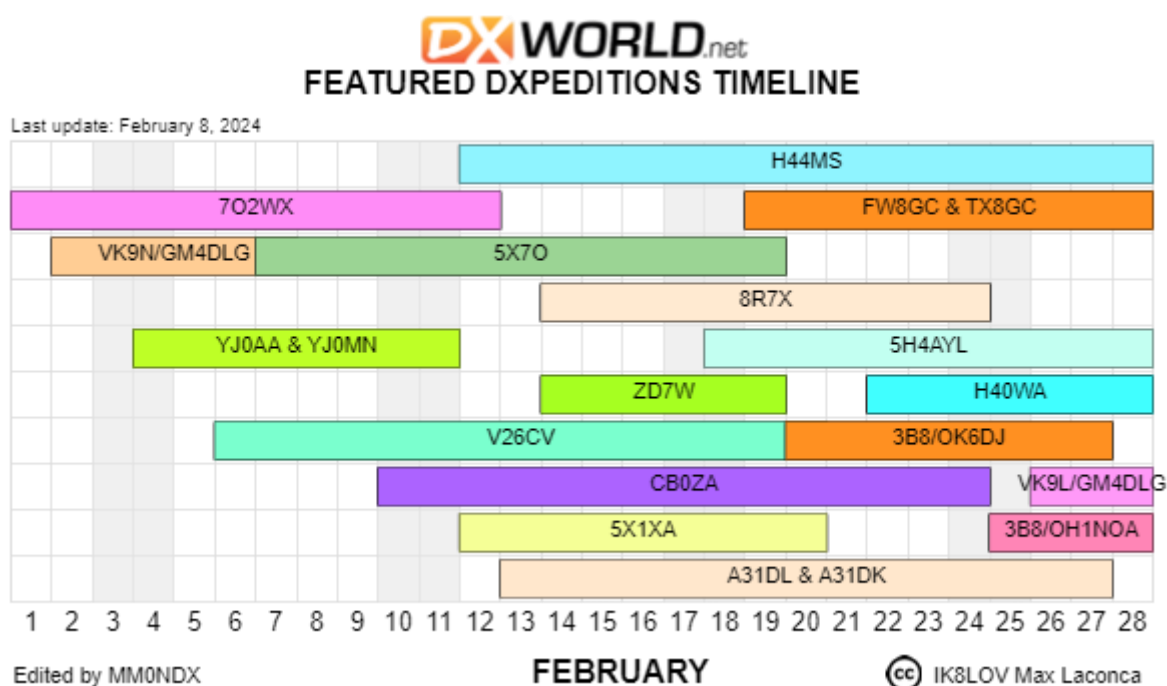 DX WORLD.net
FEATURED DXPEDITIONS TIMELINE
Last update: February 8, 2024
H44MS
7O2WX FW8GC & TX8GC
VK9N/GM4DLG 5X7O
8R7X
YJ0AA & YJ0MN 5H4AYL
ZD7W H40WA
V26CV 3B8/OK6DJ
CB0ZA VK9L/GM4DLG
5X1XA 3B8/OH1NOA
A31DL & A31DK
1 2 3 4 5 6 7 8 9 10 11 12 13 14 15 16 17 18 19 20 21 22 23 24 25 26 27 28
Edited by MM0NDX FEBRUARY cc IK8LOV Max Laconca